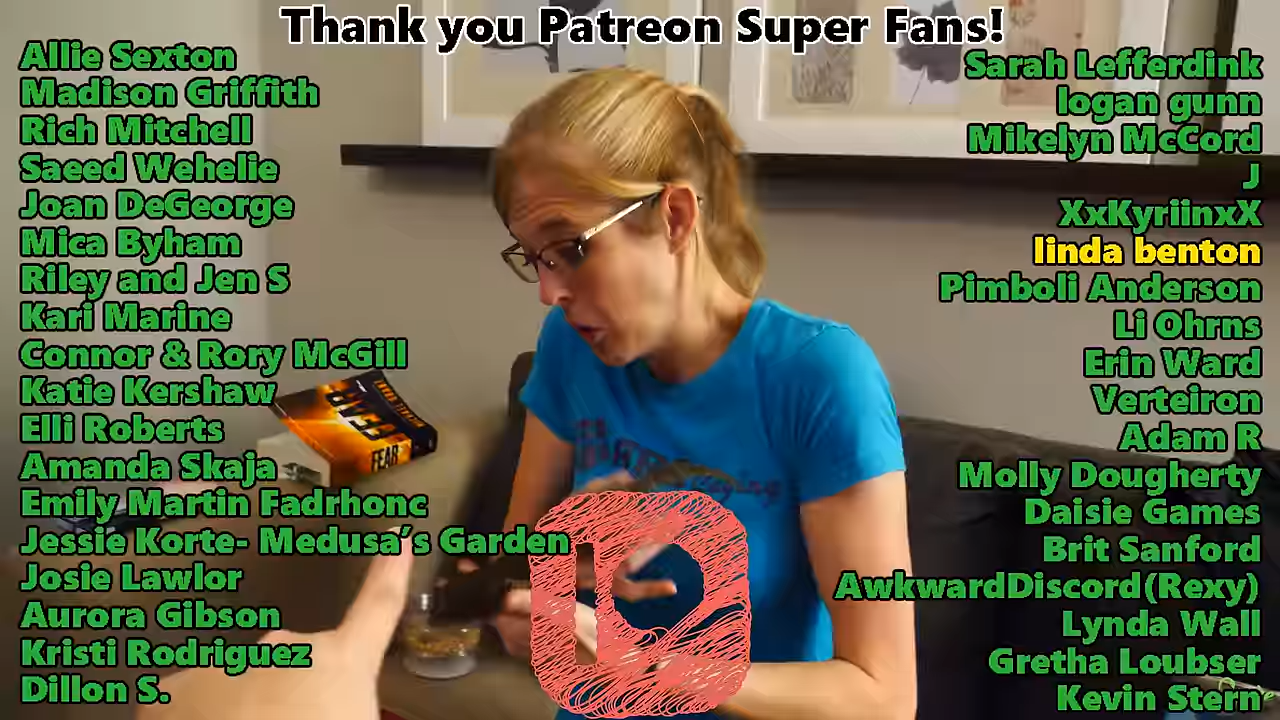 Thank you Patreon Super Fans!
Allie Sexton
Madison Griffith
Rich Mitchell
Saeed Wehelie
Joan DeGeorge
Mica Byham
Riley and Jen S
Kari Marine
Connor & Rory McGill
Katie Kershaw
Elli Roberts
Amanda Skaja
Emily Martin Fadrhonc
Jessie Korte- Medusa's Garden
Josie Lawlor
Aurora Gibson
Kristi Rodriguez
Dillon S.
Sarah Lefferdink
logan gunn
Mikelyn McCord
J
XxKyriinxX
linda benton
Pimboli Anderson
Li Ohrns
Erin Ward
Verteiron
Adam R
Molly Dougherty
Daisie Games
Brit Sanford
AwkwardDiscord(Rexy)
Lynda Wall
Gretha Loubser
Kevin Stern
FEAR